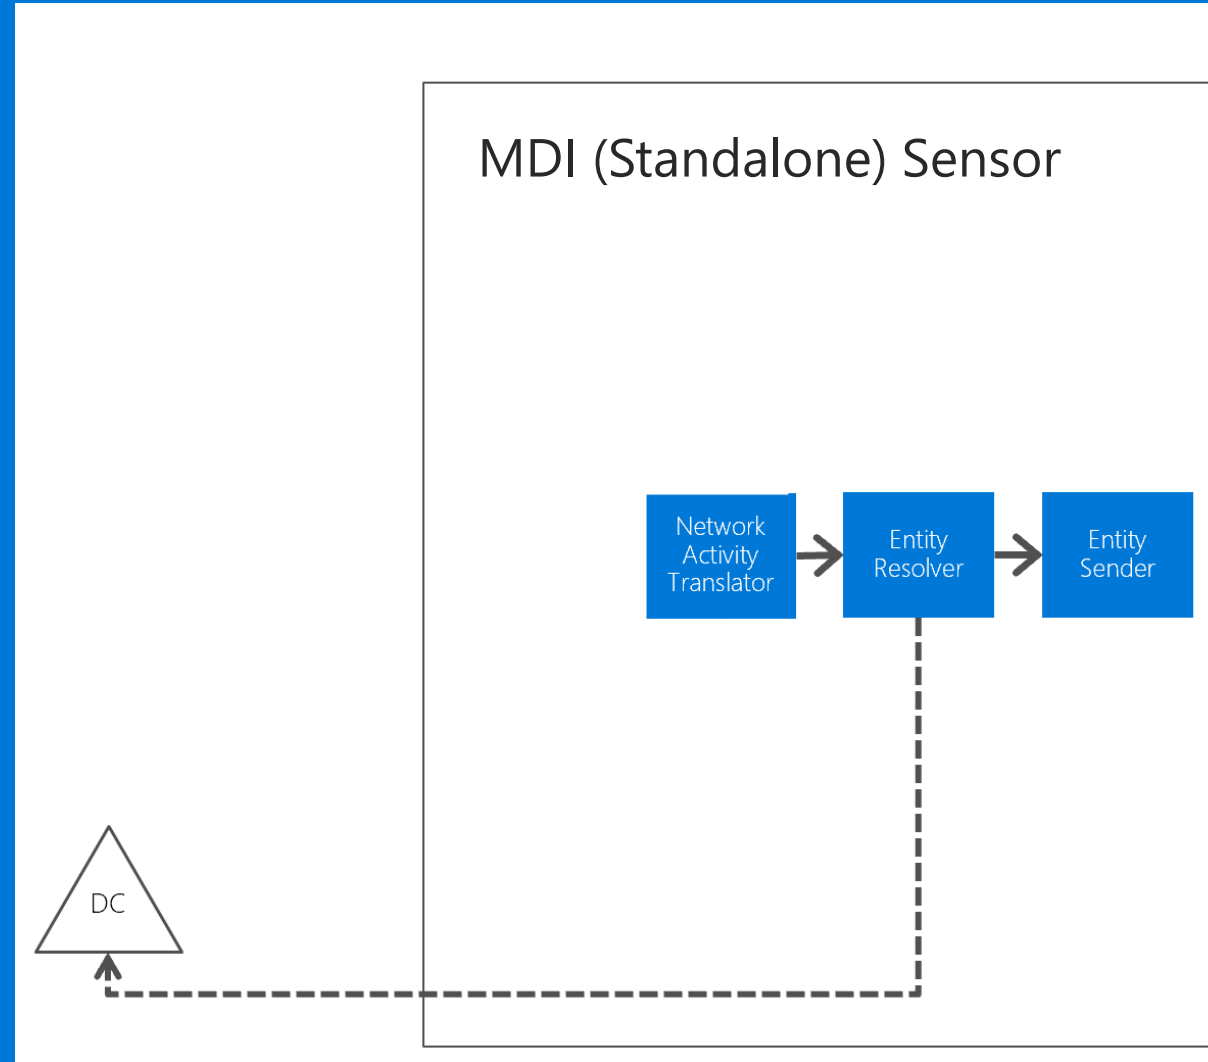 MDI (Standalone) Sensor
Network
Activity
Translator
Entity
Resolver
Entity
Sender
DC